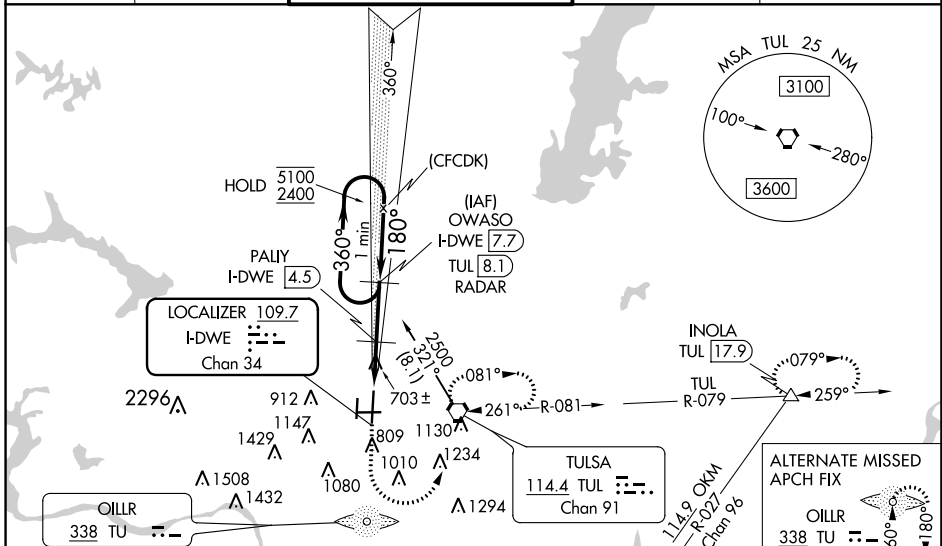 MSA TUL 25 NM
3100
100°
280°
3600
360°
(CFCDK)
HOLD 5100
2400
(IAF)
OWASO
I-DWE 7.7
TUL 8.1
RADAR
360°
1 min
180°
PALIY
I-DWE 4.5
LOCALIZER 109.7
I-DWE
Chan 34
2500
321°
(8.1)
INOLA
TUL 17.9
079°
259°
081°
261°
R-081
TUL
R-079
2296
912
703 ±
1147
809
1130
1429
1234
1010
1080
1508
1432
1294
TULSA
114.4 TUL
Chan 91
OILLR
338 TU
114.9 OKM
R-027
Chan 96
ALTERNATE MISSED
APCH FIX
OILLR
338 TU
180°